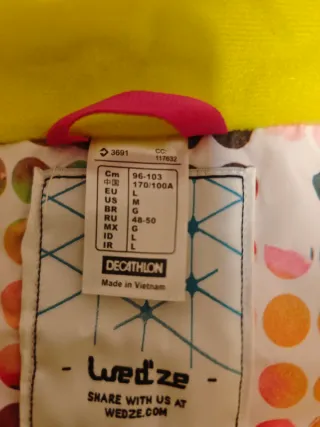 3691 CC:
117632
Cm 96-103
中国 170/100A
EU L
US M
BR G
RU 48-50
MX G
ID L
IR L
DECATHLON
Made in Vietnam
- Wed'ze -
SHARE WITH US AT
WEDZE.COM